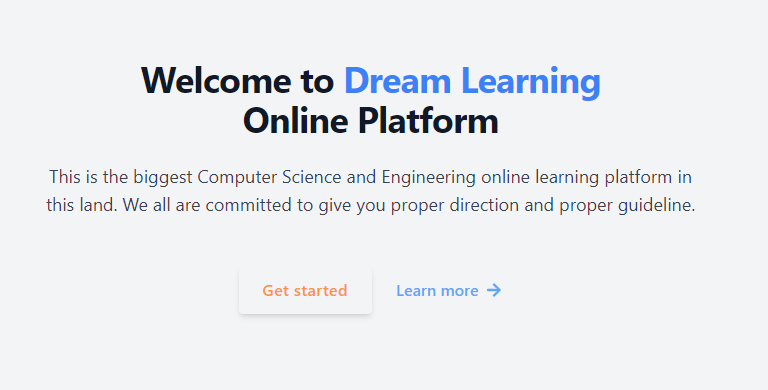 Welcome to Dream Learning
Online Platform
This is the biggest Computer Science and Engineering online learning platform in
this land. We all are committed to give you proper direction and proper guideline.
Get started
Learn more →